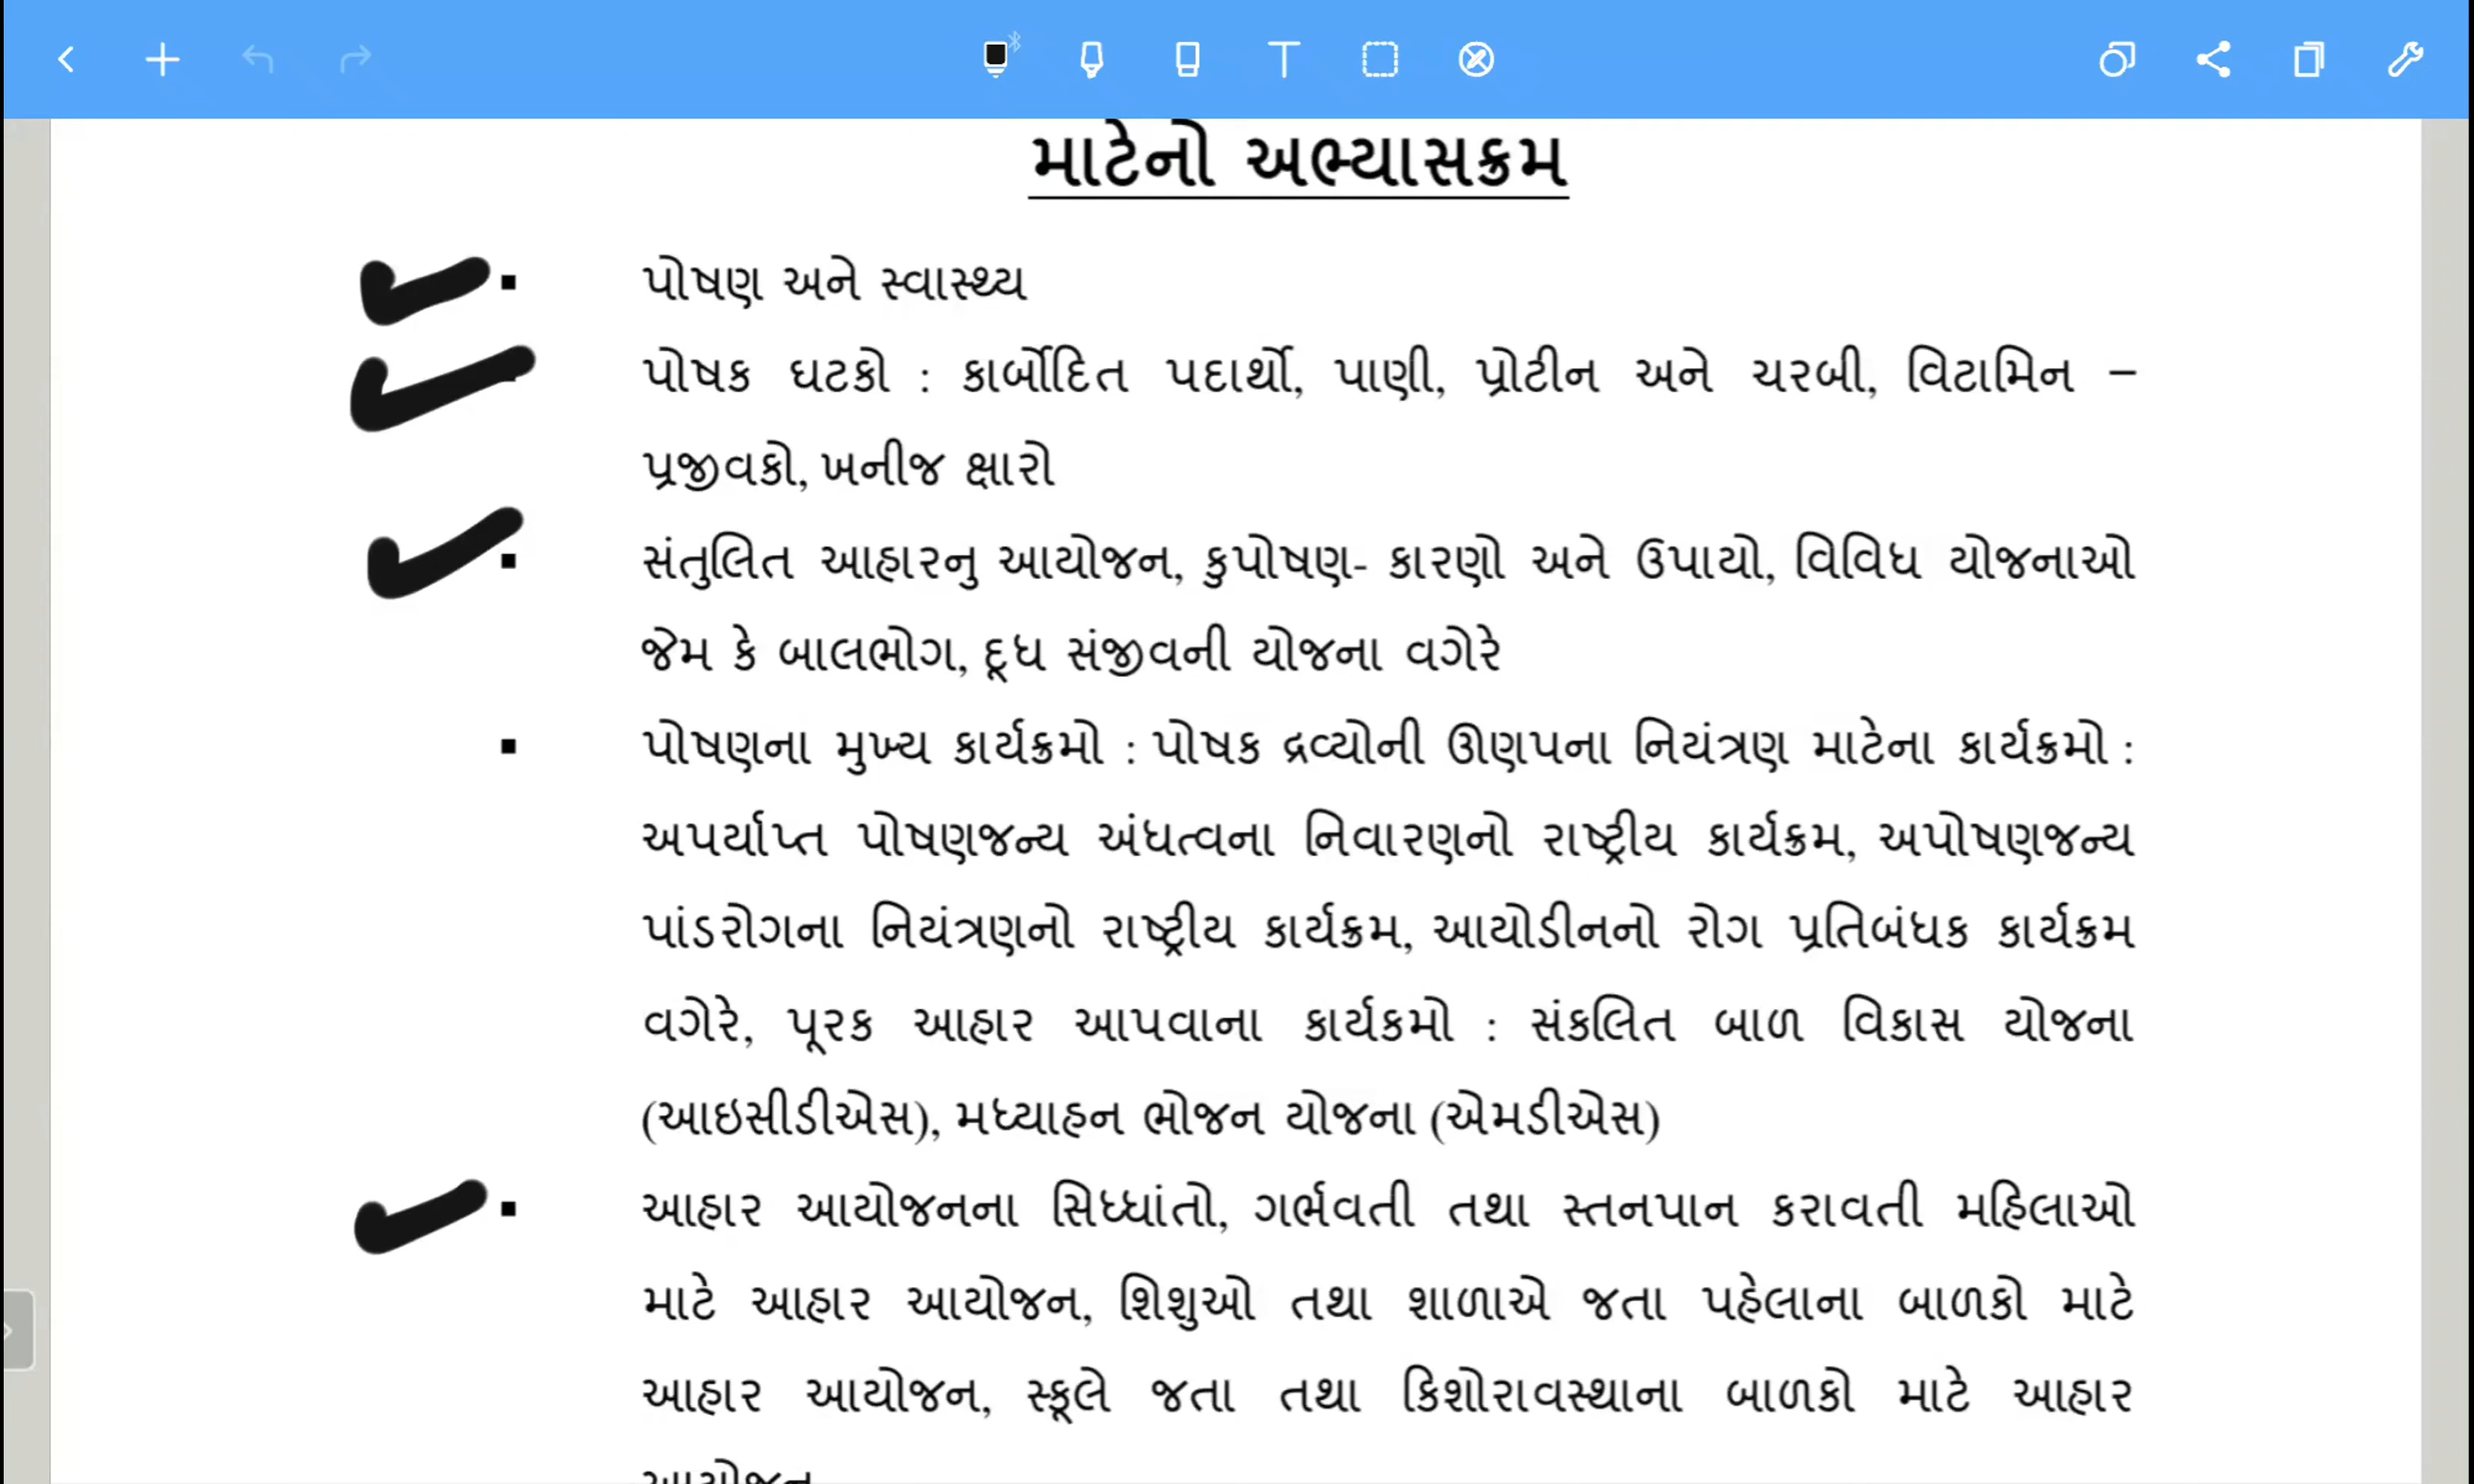 માટેનો અભ્યાસક્રમ
▪ પોષણ અને સ્વાસ્થ્ય
પોષક ઘટકો : કાર્બોદિત પદાર્થો, પાણી, પ્રોટીન અને ચરબી, વિટામિન –
પ્રજીવકો, ખનીજ ક્ષારો
▪ સંતુલિત આહારનુ આયોજન, કુપોષણ- કારણો અને ઉપાયો, વિવિધ યોજનાઓ
જેમ કે બાલભોગ, દૂધ સંજીવની યોજના વગેરે
▪ પોષણના મુખ્ય કાર્યક્રમો : પોષક દ્રવ્યોની ઊણપના નિયંત્રણ માટેના કાર્યક્રમો :
અપર્યાપ્ત પોષણજન્ય અંધત્વના નિવારણનો રાષ્ટ્રીય કાર્યક્રમ, અપોષણજન્ય
પાંડરોગના નિયંત્રણનો રાષ્ટ્રીય કાર્યક્રમ, આયોડીનનો રોગ પ્રતિબંધક કાર્યક્રમ
વગેરે, પૂરક આહાર આપવાના કાર્યકમો : સંકલિત બાળ વિકાસ યોજના
(આઇસીડીએસ), મધ્યાહન ભોજન યોજના (એમડીએસ)
▪ આહાર આયોજનના સિધ્ધાંતો, ગર્ભવતી તથા સ્તનપાન કરાવતી મહિલાઓ
માટે આહાર આયોજન, શિશુઓ તથા શાળાએ જતા પહેલાના બાળકો માટે
આહાર આયોજન, સ્કૂલે જતા તથા કિશોરાવસ્થાના બાળકો માટે આહાર
આયોજન